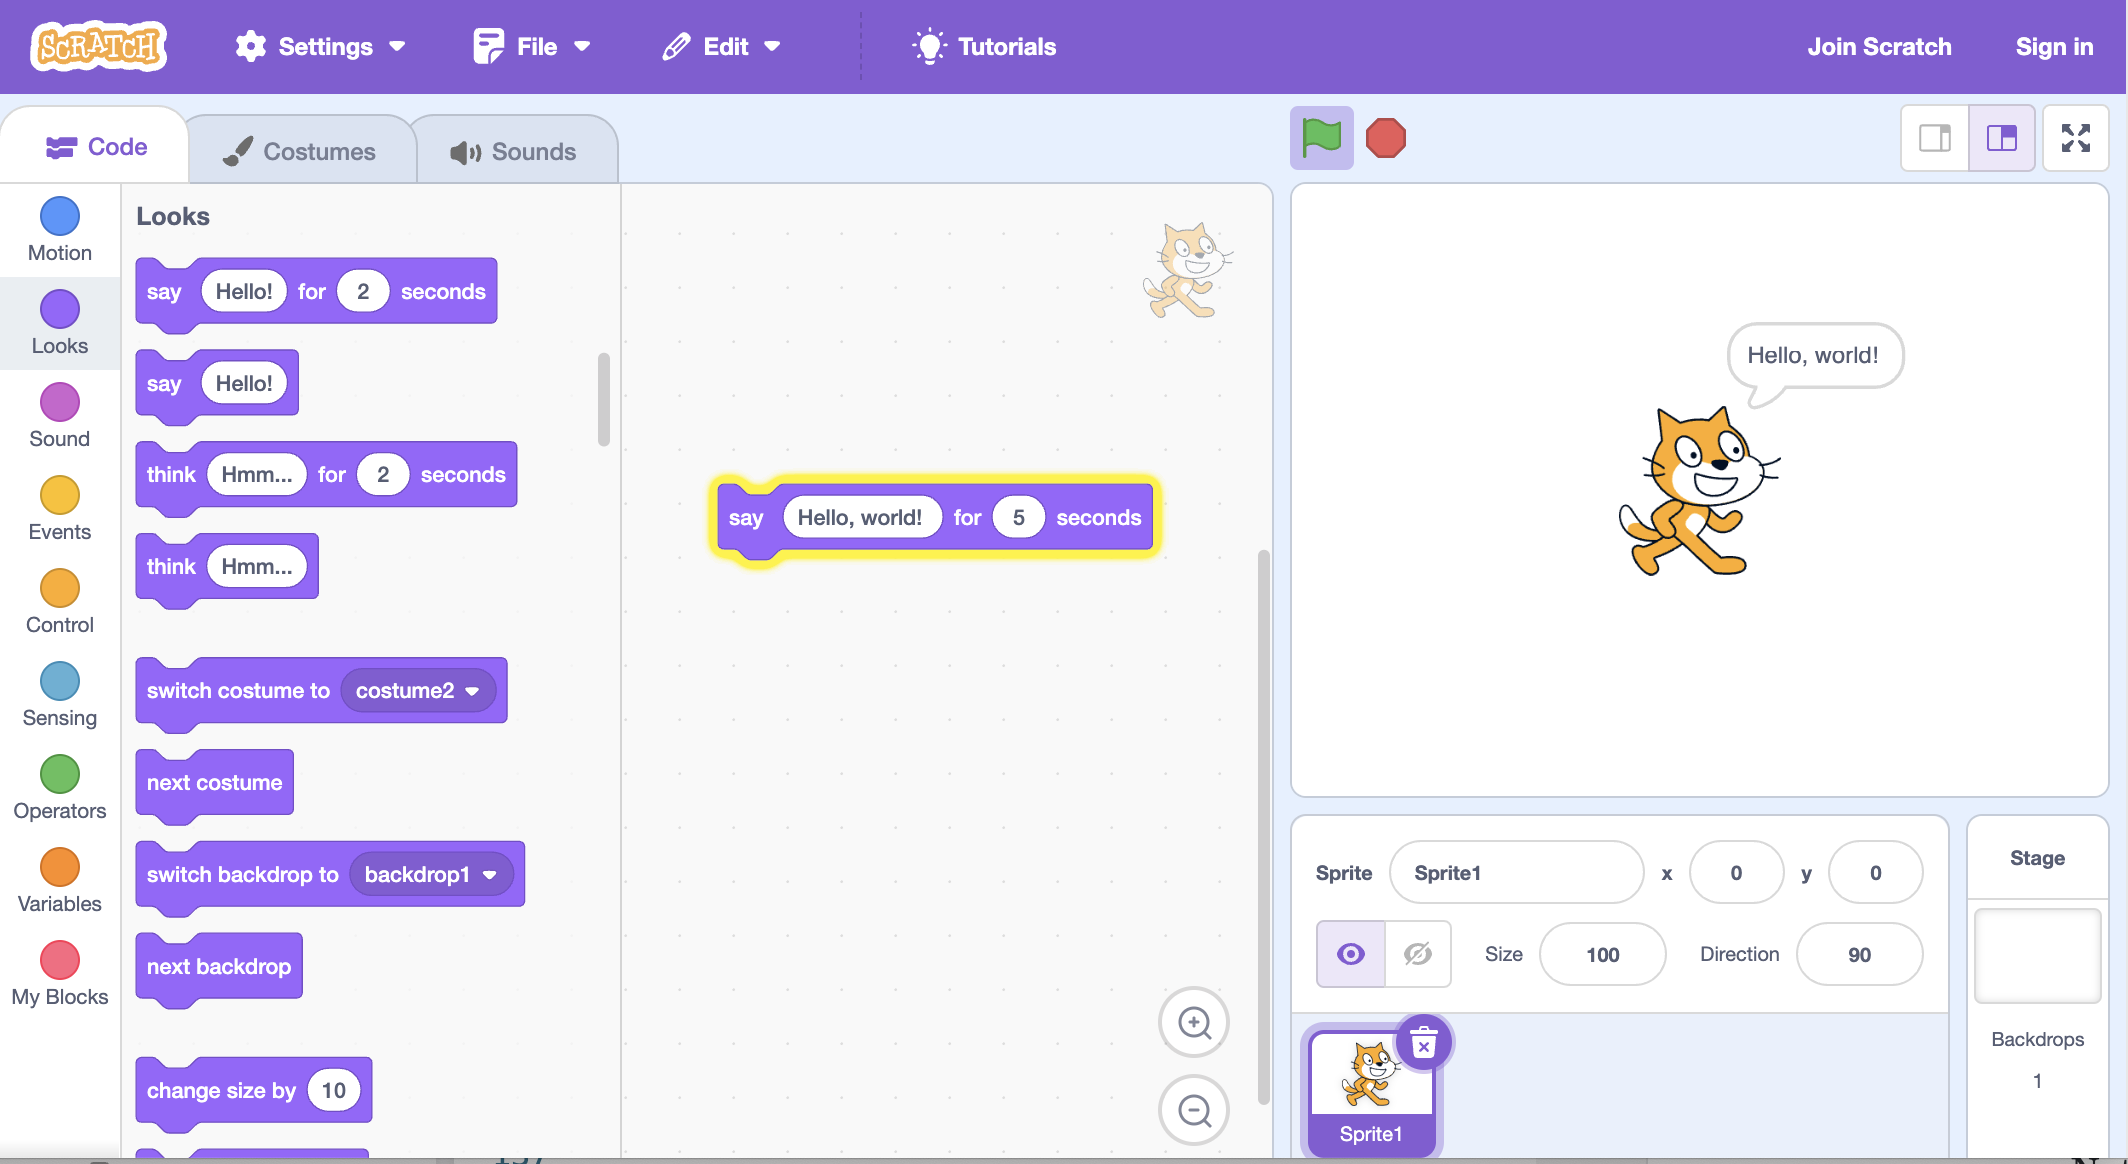 SCRATCH
Settings
File
Edit
Tutorials
Join Scratch
Sign in
Code
Costumes
Sounds
Motion
Looks
Sound
Events
Control
Sensing
Operators
Variables
My Blocks
Looks
say Hello! for 2 seconds
say Hello!
think Hmm... for 2 seconds
think Hmm...
switch costume to costume2
next costume
switch backdrop to backdrop1
next backdrop
change size by 10
say Hello, world! for 5 seconds
Hello, world!
Sprite Sprite1 x 0 y 0
Size 100 Direction 90
Sprite1
Stage
Backdrops
1